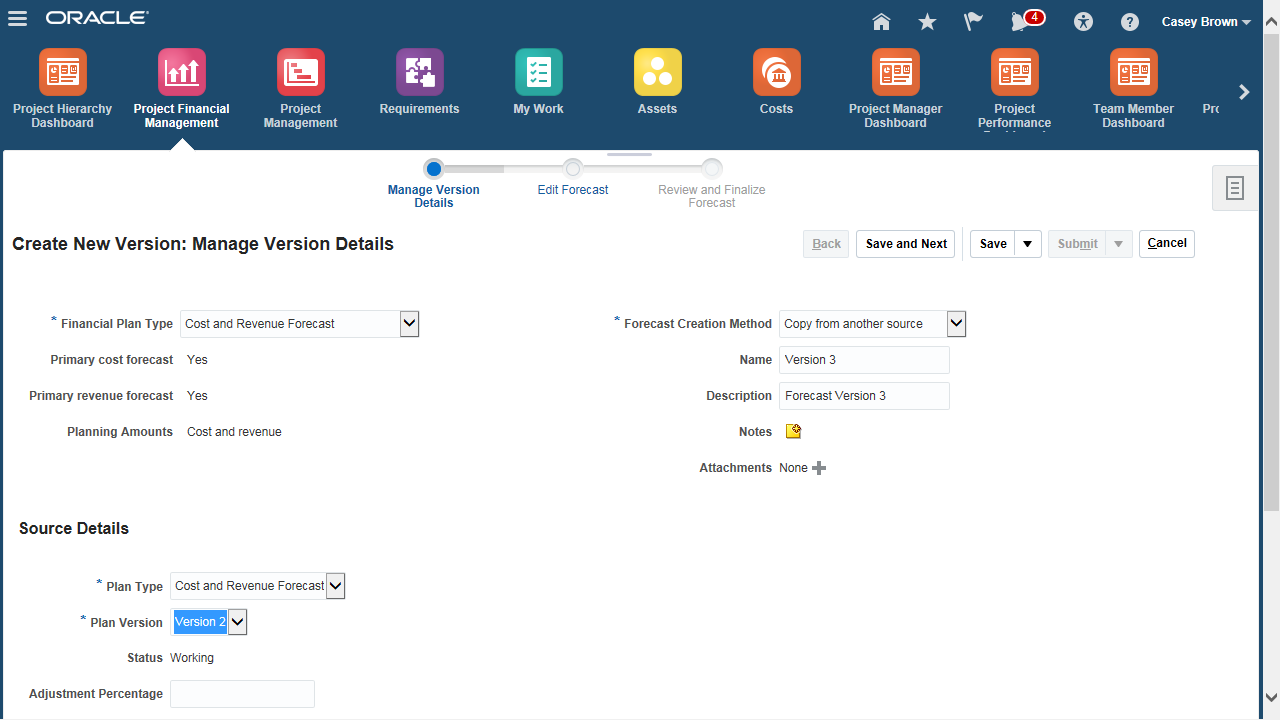 ORACLE
4
Casey Brown
Project Hierarchy
Dashboard
Project Financial
Management
Project
Management
Requirements
My Work
Assets
Costs
Project Manager
Dashboard
Project
Performance
Team Member
Dashboard
Manage Version
Details
Edit Forecast
Review and Finalize
Forecast
Create New Version: Manage Version Details
Back
Save and Next
Save
Submit
Cancel
* Financial Plan Type Cost and Revenue Forecast
Primary cost forecast Yes
Primary revenue forecast Yes
Planning Amounts Cost and revenue
* Forecast Creation Method Copy from another source
Name Version 3
Description Forecast Version 3
Notes
Attachments None
Source Details
* Plan Type Cost and Revenue Forecast
* Plan Version Version 2
Status Working
Adjustment Percentage